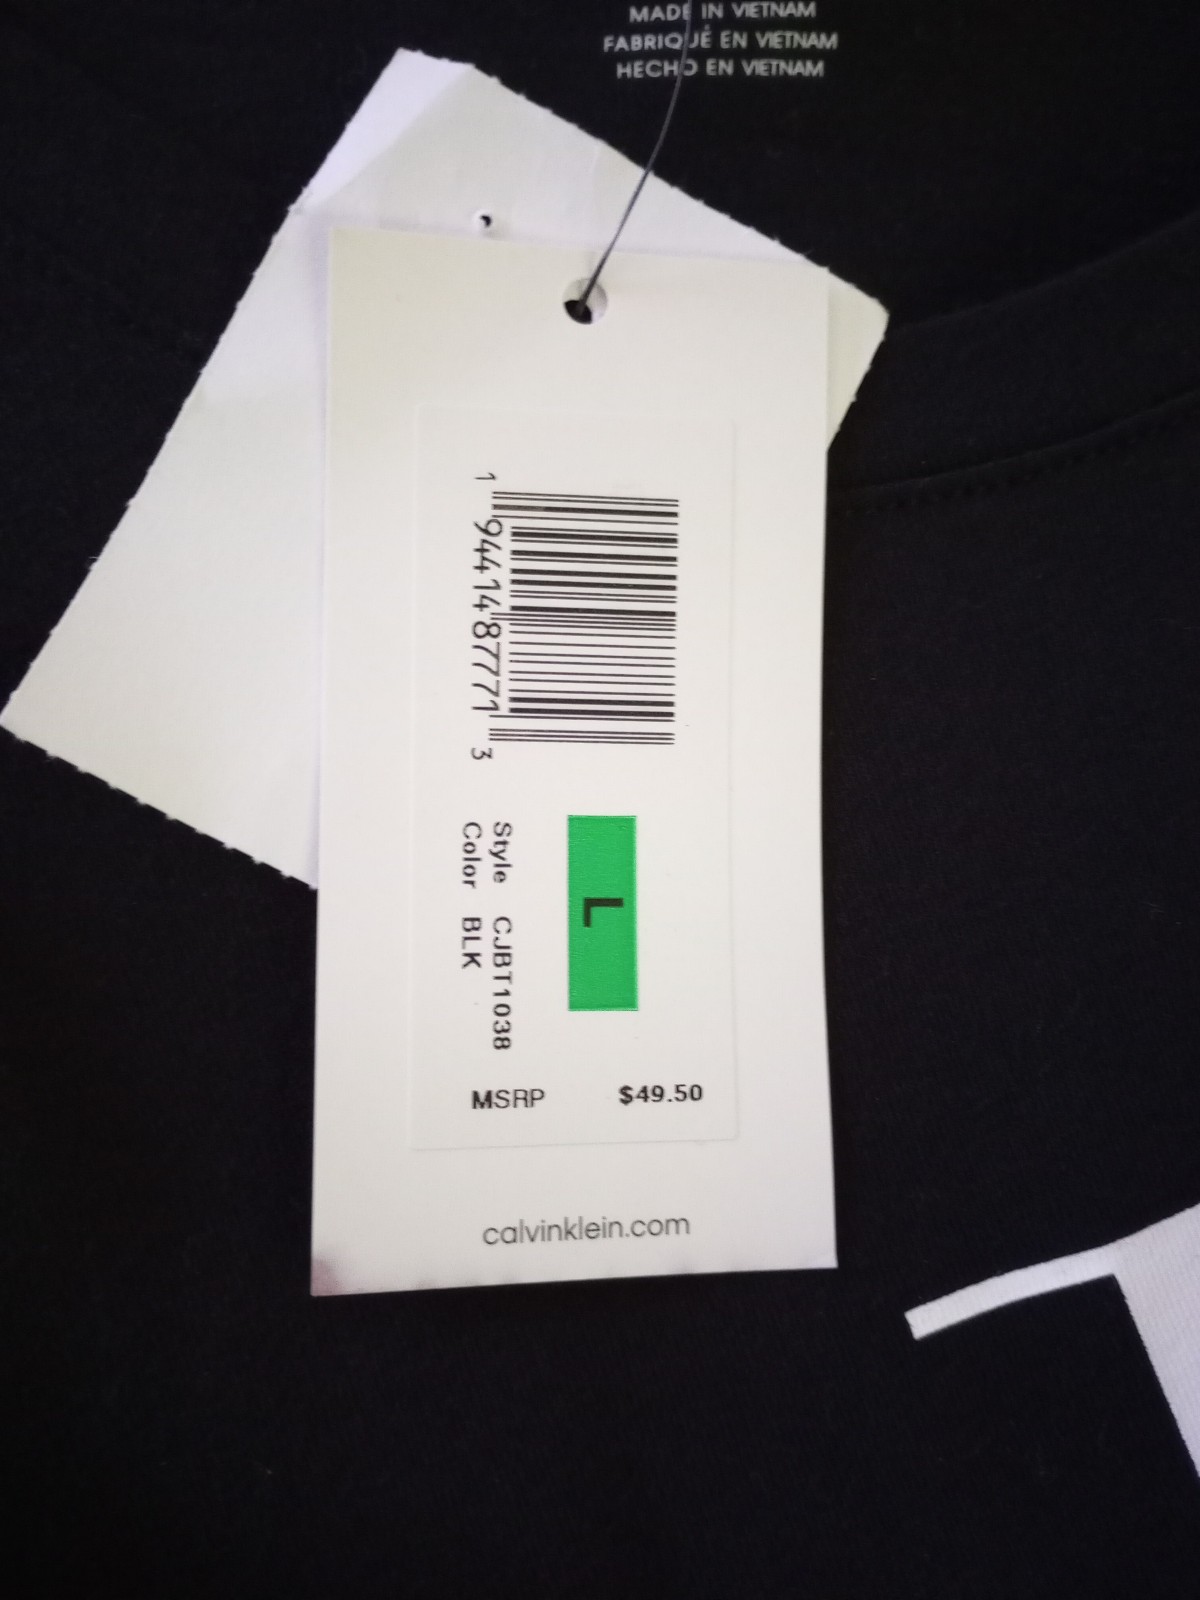 MADE IN VIETNAM
FABRIQUÉ EN VIETNAM
HECHO EN VIETNAM
1 94414 87771 3
L
Style CJBT1038
Color BLK
MSRP $49.50
calvinklein.com